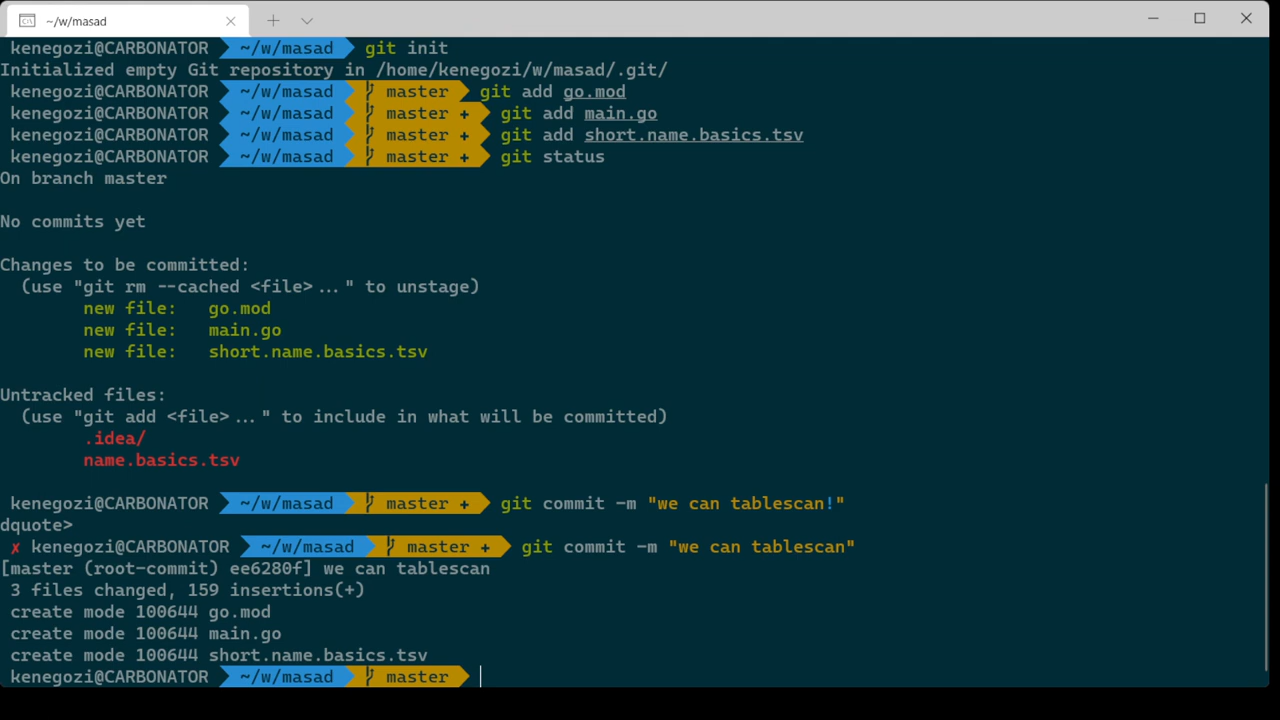 ~/w/masad
kenegozi@CARBONATOR ~/w/masad git init
Initialized empty Git repository in /home/kenegozi/w/masad/.git/
kenegozi@CARBONATOR ~/w/masad master git add go.mod
kenegozi@CARBONATOR ~/w/masad master + git add main.go
kenegozi@CARBONATOR ~/w/masad master + git add short.name.basics.tsv
kenegozi@CARBONATOR ~/w/masad master + git status
On branch master
No commits yet
Changes to be committed:
(use "git rm --cached <file>..." to unstage)
new file: go.mod
new file: main.go
new file: short.name.basics.tsv
Untracked files:
(use "git add <file>..." to include in what will be committed)
.idea/
name.basics.tsv
kenegozi@CARBONATOR ~/w/masad master + git commit -m "we can tablescan!"
dquote>
✗ kenegozi@CARBONATOR ~/w/masad master + git commit -m "we can tablescan"
[master (root-commit) ee6280f] we can tablescan
3 files changed, 159 insertions(+)
create mode 100644 go.mod
create mode 100644 main.go
create mode 100644 short.name.basics.tsv
kenegozi@CARBONATOR ~/w/masad master